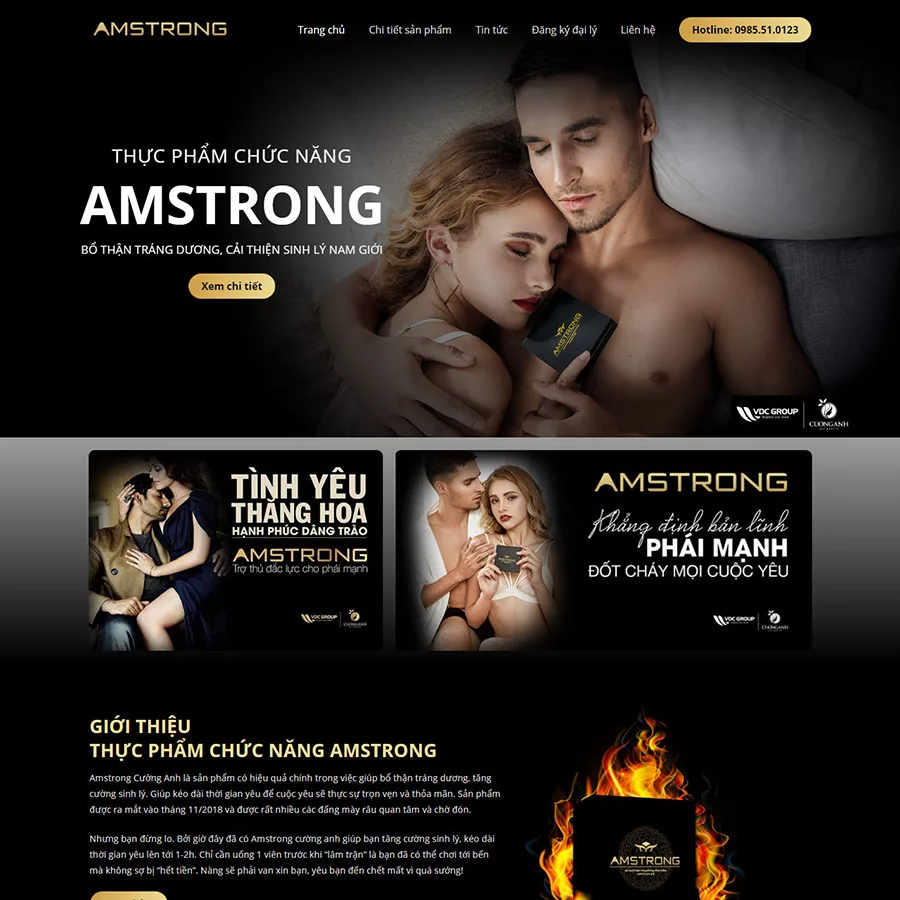 AMSTRONG
Trang chủ Chi tiết sản phẩm Tin tức Đăng ký đại lý Liên hệ Hotline: 0985.51.0123
THỰC PHẨM CHỨC NĂNG
AMSTRONG
BỔ THẬN TRÁNG DƯƠNG, CẢI THIỆN SINH LÝ NAM GIỚI
Xem chi tiết
AMSTRONG
VDC GROUP
CUONGANH
TÌNH YÊU
THĂNG HOA
HẠNH PHÚC DÂNG TRÀO
AMSTRONG
Trợ thủ đắc lực cho phái mạnh
VDC GROUP
CUONGANH
AMSTRONG
Khẳng định bản lĩnh
PHÁI MẠNH
ĐỐT CHÁY MỌI CUỘC YÊU
VDC GROUP
CUONGANH
GIỚI THIỆU
THỰC PHẨM CHỨC NĂNG AMSTRONG
Amstrong Cường Anh là sản phẩm có hiệu quả chính trong việc giúp bổ thận tráng dương, tăng
cường sinh lý. Giúp kéo dài thời gian yêu để cuộc yêu sẽ thực sự trọn vẹn và thỏa mãn. Sản phẩm
được ra mắt vào tháng 11/2018 và được rất nhiều các đấng mày râu quan tâm và chờ đón.
Nhưng bạn đừng lo. Bởi giờ đây đã có Amstrong cường anh giúp bạn tăng cường sinh lý, kéo dài
thời gian yêu lên tới 1-2h. Chỉ cần uống 1 viên trước khi “lâm trận” là bạn đã có thể chơi tới bến
mà không sợ bị “hết tiền”. Nàng sẽ phải van xin bạn, yêu bạn đến chết mất vì quá sướng!
AMSTRONG